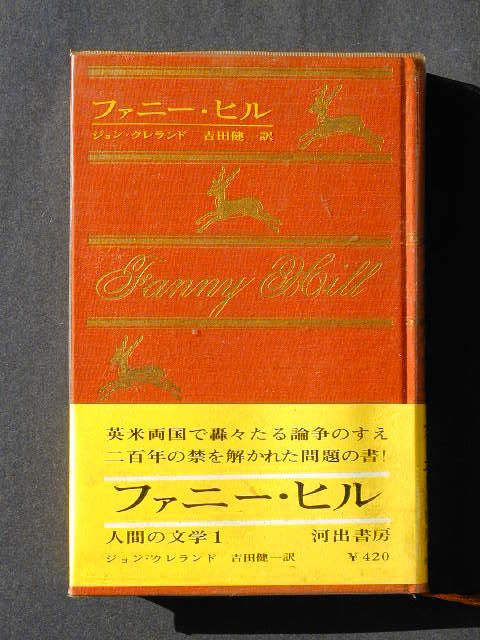 ファニー・ヒル
ジョン・クレランド 吉田健一訳
Fanny Hill
英米両国で轟々たる論争のすえ
二百年の禁を解かれた問題の書!
ファニー・ヒル
人間の文学1 河出書房
ジョン・クレランド 吉田健一訳 ¥420